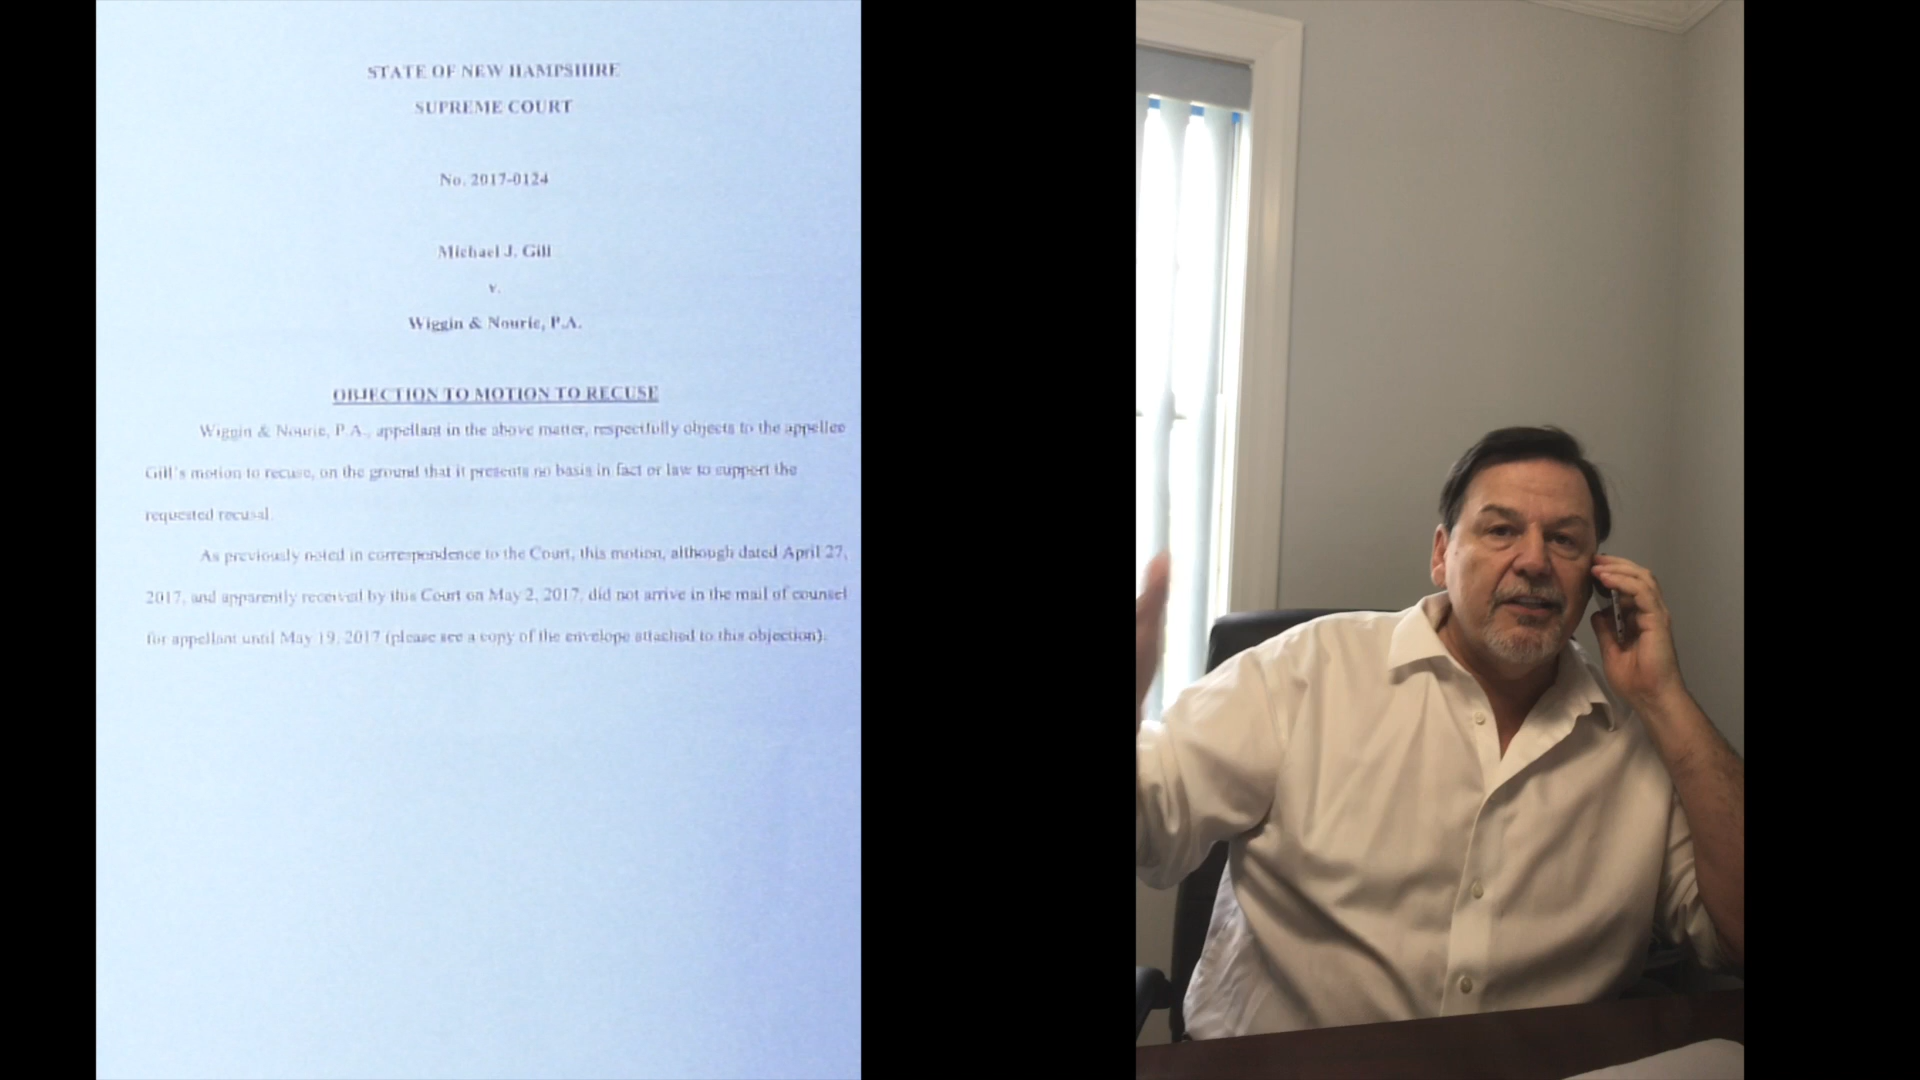 STATE OF NEW HAMPSHIRE
SUPREME COURT
No. 2017-0124
Michael J. Gill
v.
Wiggin & Nourie, P.A.
OBJECTION TO MOTION TO RECUSE
Wiggin & Nourie, P.A., appellant in the above matter, respectfully objects to the appellee
Gill's motion to recuse, on the ground that it presents no basis in fact or law to support the
requested recusal.
As previously noted in correspondence to the Court, this motion, although dated April 27,
2017, and apparently received by this Court on May 2, 2017, did not arrive in the mail of counsel
for appellant until May 19, 2017 (please see a copy of the envelope attached to this objection).